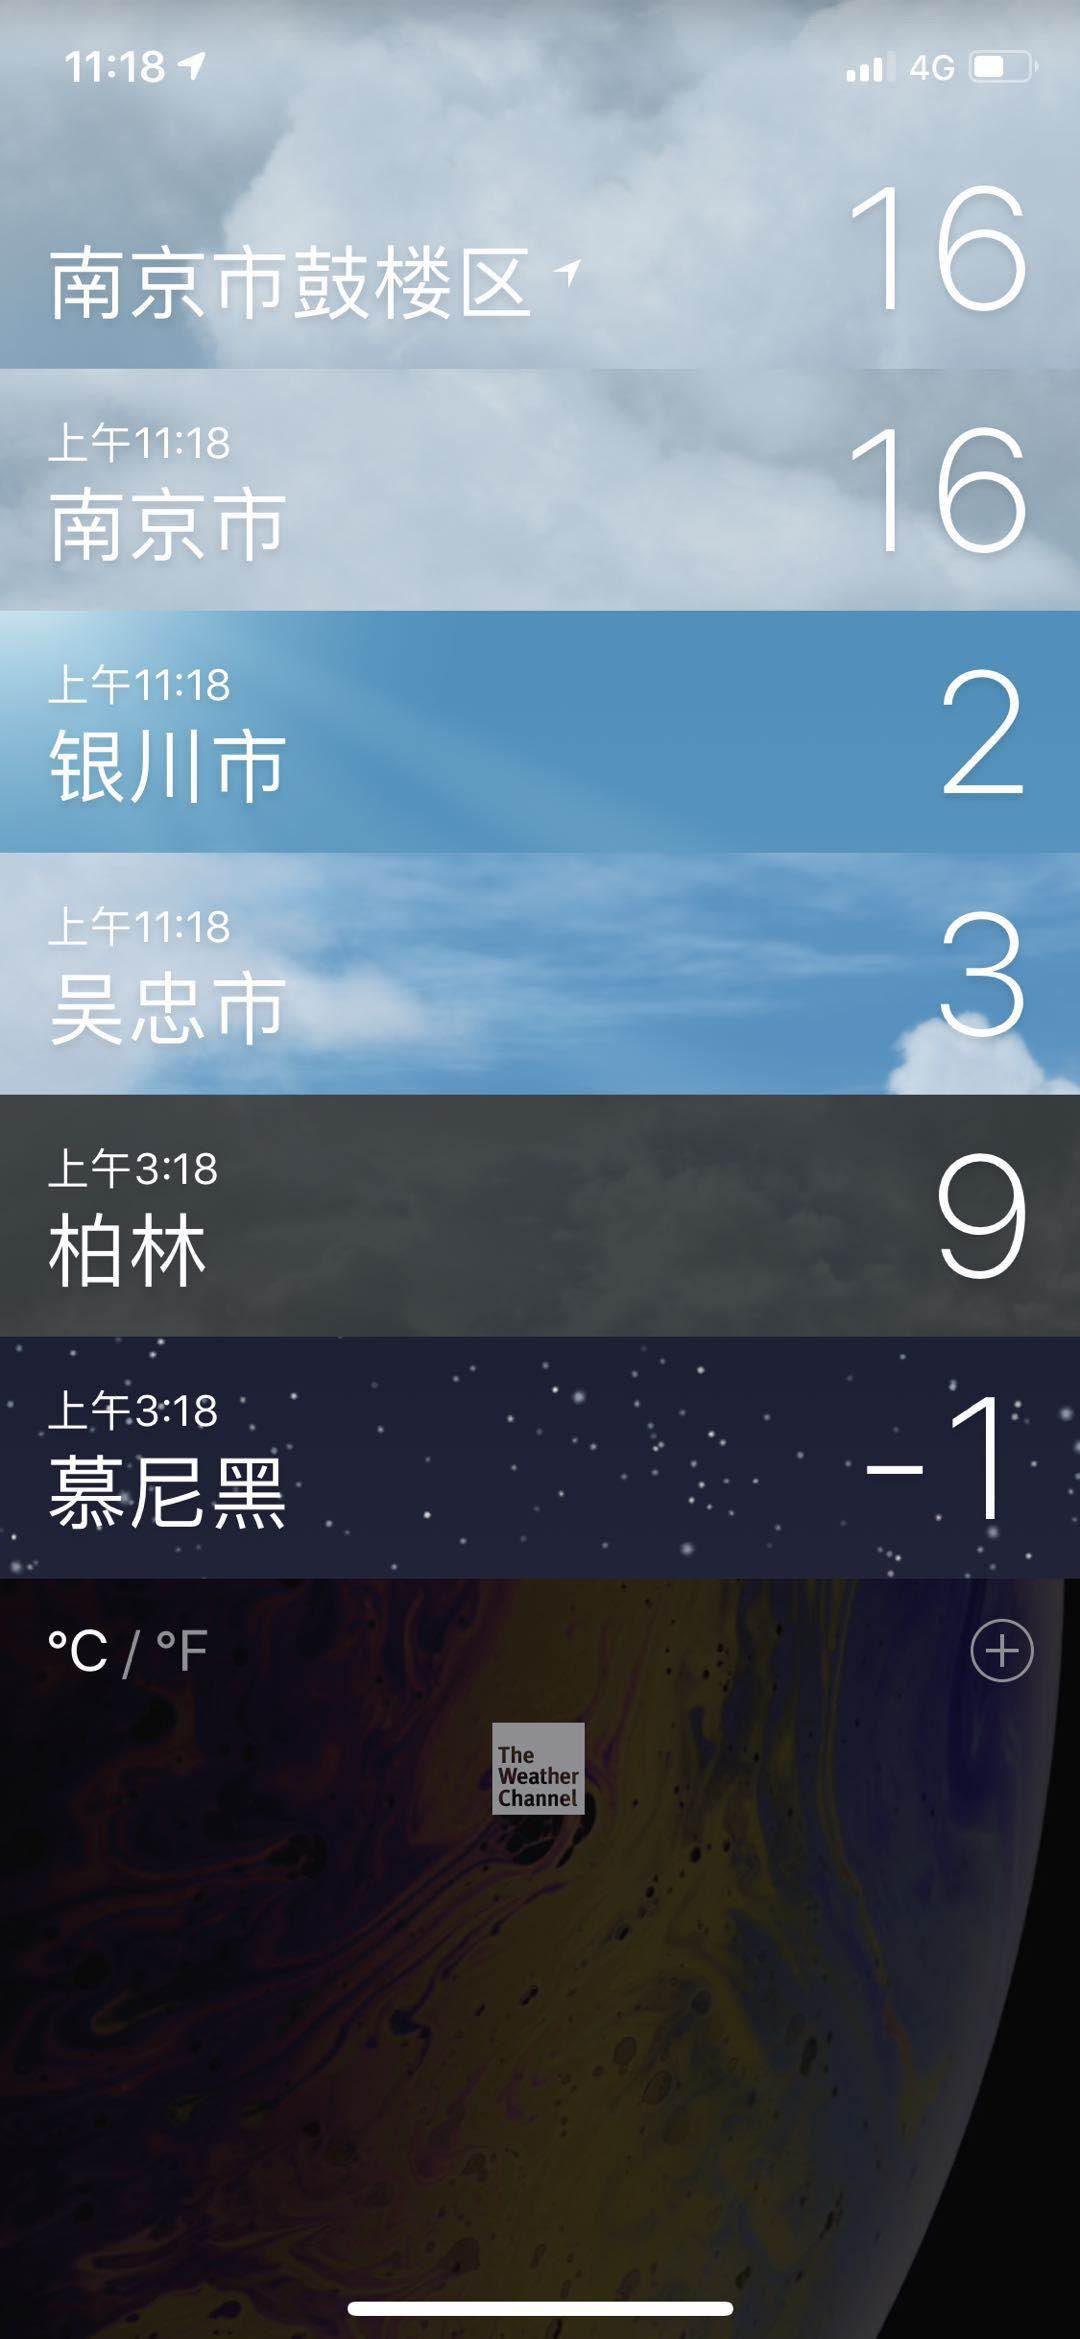 11:18
4G
南京市鼓楼区
16
上午11:18
南京市
16
上午11:18
银川市
2
上午11:18
吴忠市
3
上午3:18
柏林
9
上午3:18
慕尼黑
-1
°C / °F
The
Weather
Channel